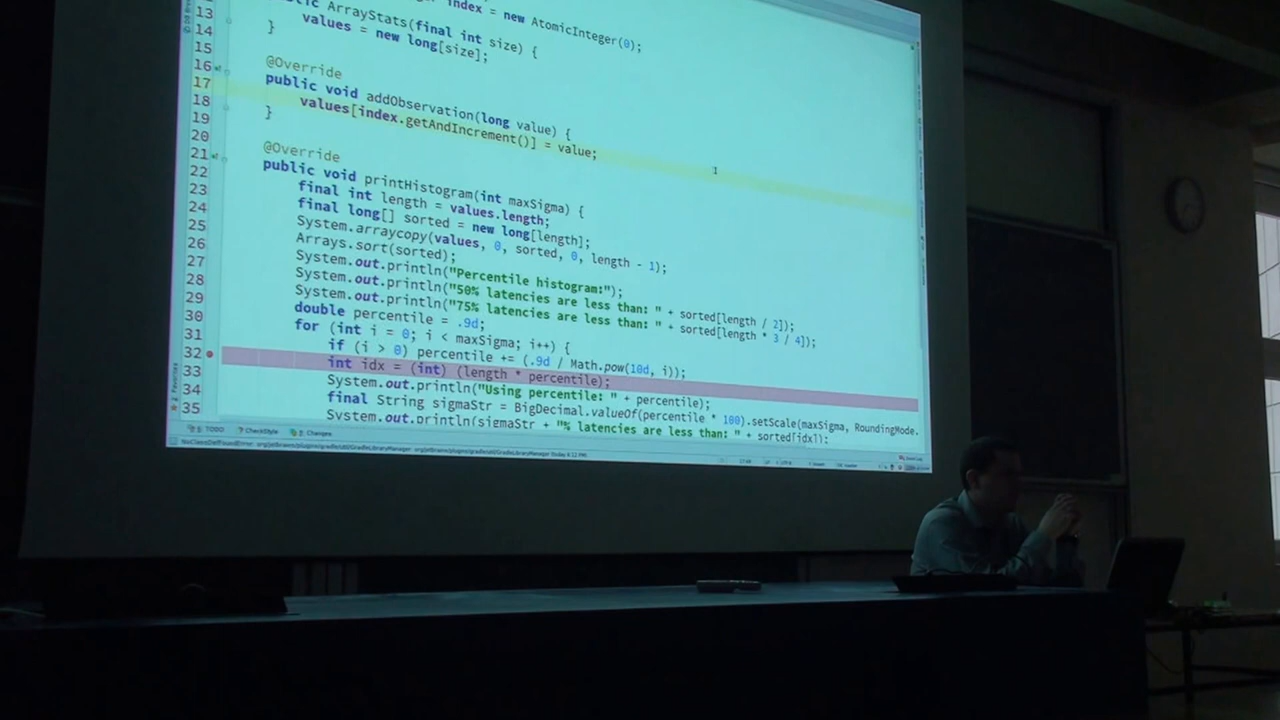 index = new AtomicInteger(0);
13 ArrayStats(final int size) {
14 values = new long[size];
15 }
16 @Override
17 public void addObservation(long value) {
18 values[index.getAndIncrement()] = value;
19 }
20
21 @Override
22 public void printHistogram(int maxSigma) {
23 final int length = values.length;
24 final long[] sorted = new long[length];
25 System.arraycopy(values, 0, sorted, 0, length - 1);
26 Arrays.sort(sorted);
27 System.out.println("Percentile histogram:");
28 System.out.println("50% latencies are less than: " + sorted[length / 2]);
29 System.out.println("75% latencies are less than: " + sorted[length * 3 / 4]);
30 double percentile = .9d;
31 for (int i = 0; i < maxSigma; i++) {
32 if (i > 0) percentile += (.9d / Math.pow(10d, i));
33 int idx = (int) (length * percentile);
34 System.out.println("Using percentile: " + percentile);
35 final String sigmaStr = BigDecimal.valueOf(percentile * 100).setScale(maxSigma, RoundingMode.
System.out.println(sigmaStr + "% latencies are less than: " + sorted[idx]);
2: Favorites
6: TODO CheckStyle 9: Changes